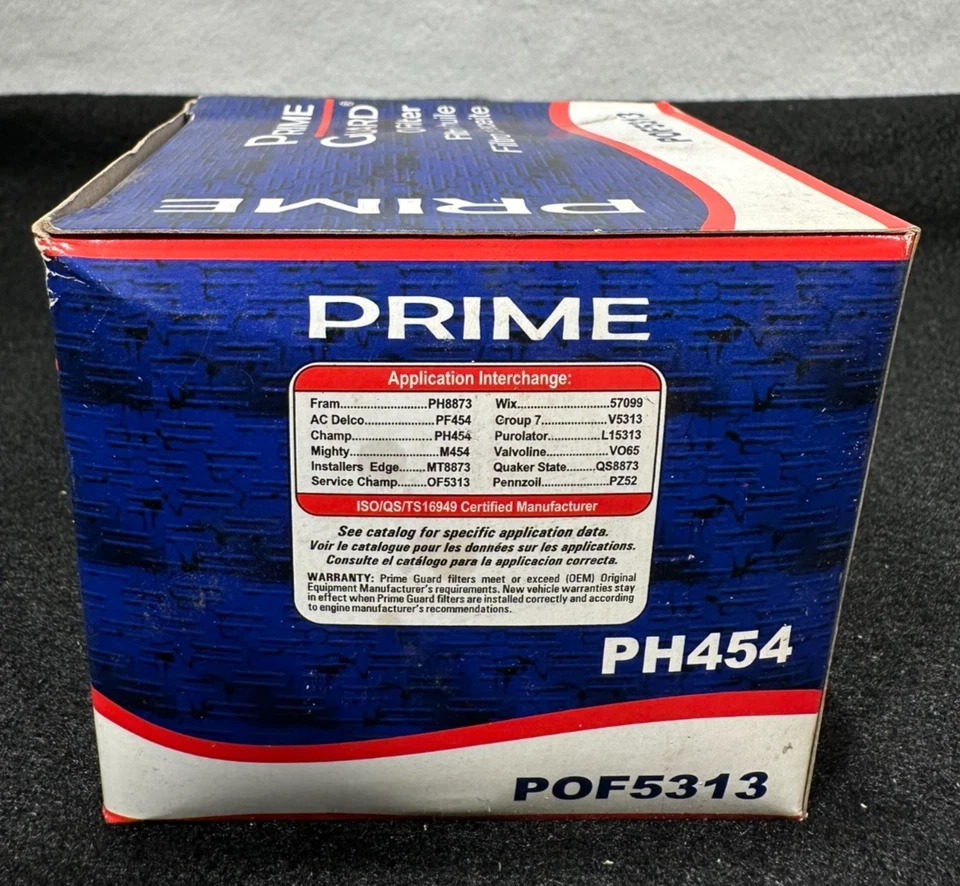 PRIME
GUARD®
Filter
Filtro
PRIME
POF5313
PRIME
Application Interchange:
Fram..........................PH8873
Wix...........................57099
AC Delco.....................PF454
Group 7.....................V5313
Champ........................PH454
Purolator................L15313
Mighty..........................M454
Valvoline..................VO65
Installers Edge.......MT8873
Quaker State.......QS8873
Service Champ........OF5313
Pennzoil....................PZ52
ISO/QS/TS16949 Certified Manufacturer
See catalog for specific application data.
Voir le catalogue pour les données sur les applications.
Consulte el catálogo para la applicacion correcta.
WARRANTY: Prime Guard filters meet or exceed (OEM) Original
Equipment Manufacturer's requirements. New vehicle warranties stay
in effect when Prime Guard filters are installed correctly and according
to engine manufacturer's recommendations.
PH454
POF5313